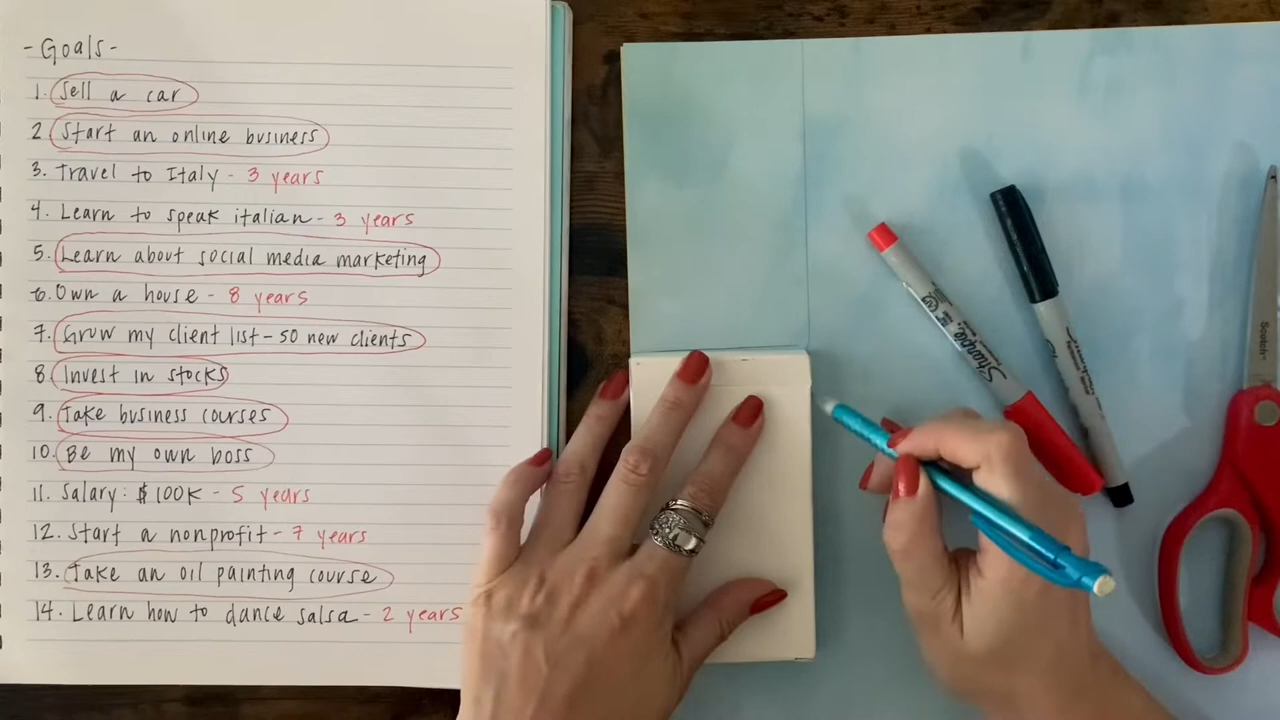 - Goals -
1. Sell a car
2 Start an online business
3. Travel to Italy - 3 years
4. Learn to speak italian - 3 years
5. Learn about social media marketing
6. Own a house - 8 years
7. Grow my client list - 50 new clients
8 Invest in stocks
9. Take business courses
10. Be my own boss
11. Salary: $100K - 5 years
12. Start a nonprofit - 7 years
13. Take an oil painting course
14. Learn how to dance salsa - 2 years
Sharpie
Scotch